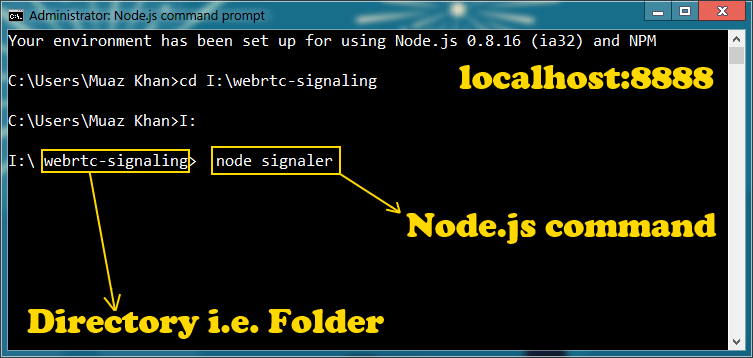 Administrator: Node.js command prompt
Your environment has been set up for using Node.js 0.8.16 (ia32) and NPM
C:\Users\Muaz Khan>cd I:\webrtc-signaling
localhost:8888
C:\Users\Muaz Khan>I:
I:\ webrtc-signaling> node signaler
Node.js command
Directory i.e. Folder